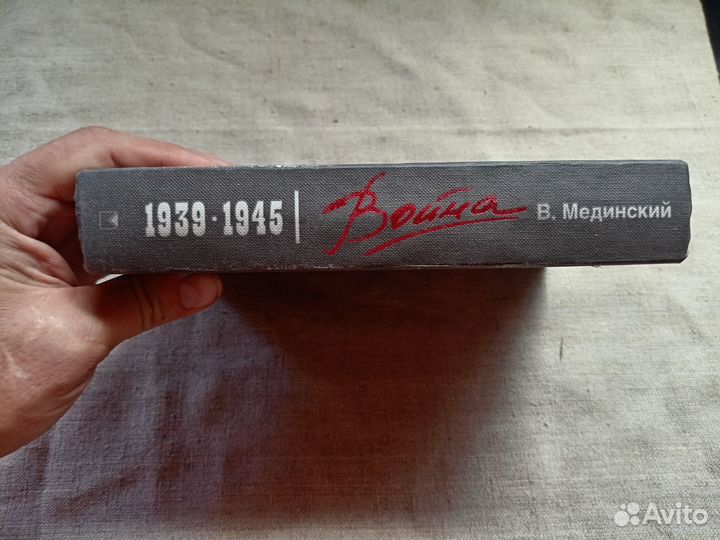 1939 · 1945 | Война В. Мединский
Avito